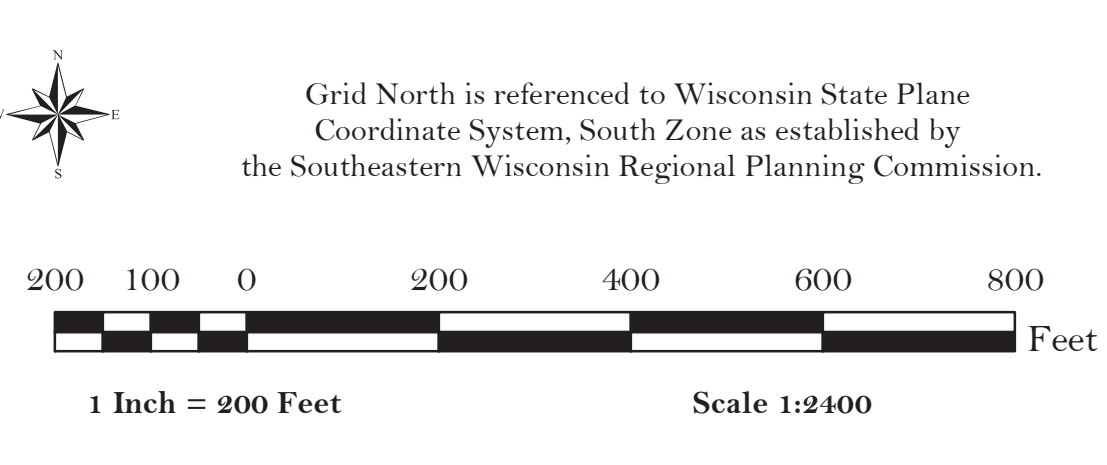 N
E
S
Grid North is referenced to Wisconsin State Plane
Coordinate System, South Zone as established by
the Southeastern Wisconsin Regional Planning Commission.
200 100 0 200 400 600 800
Feet
1 Inch = 200 Feet
Scale 1:2400